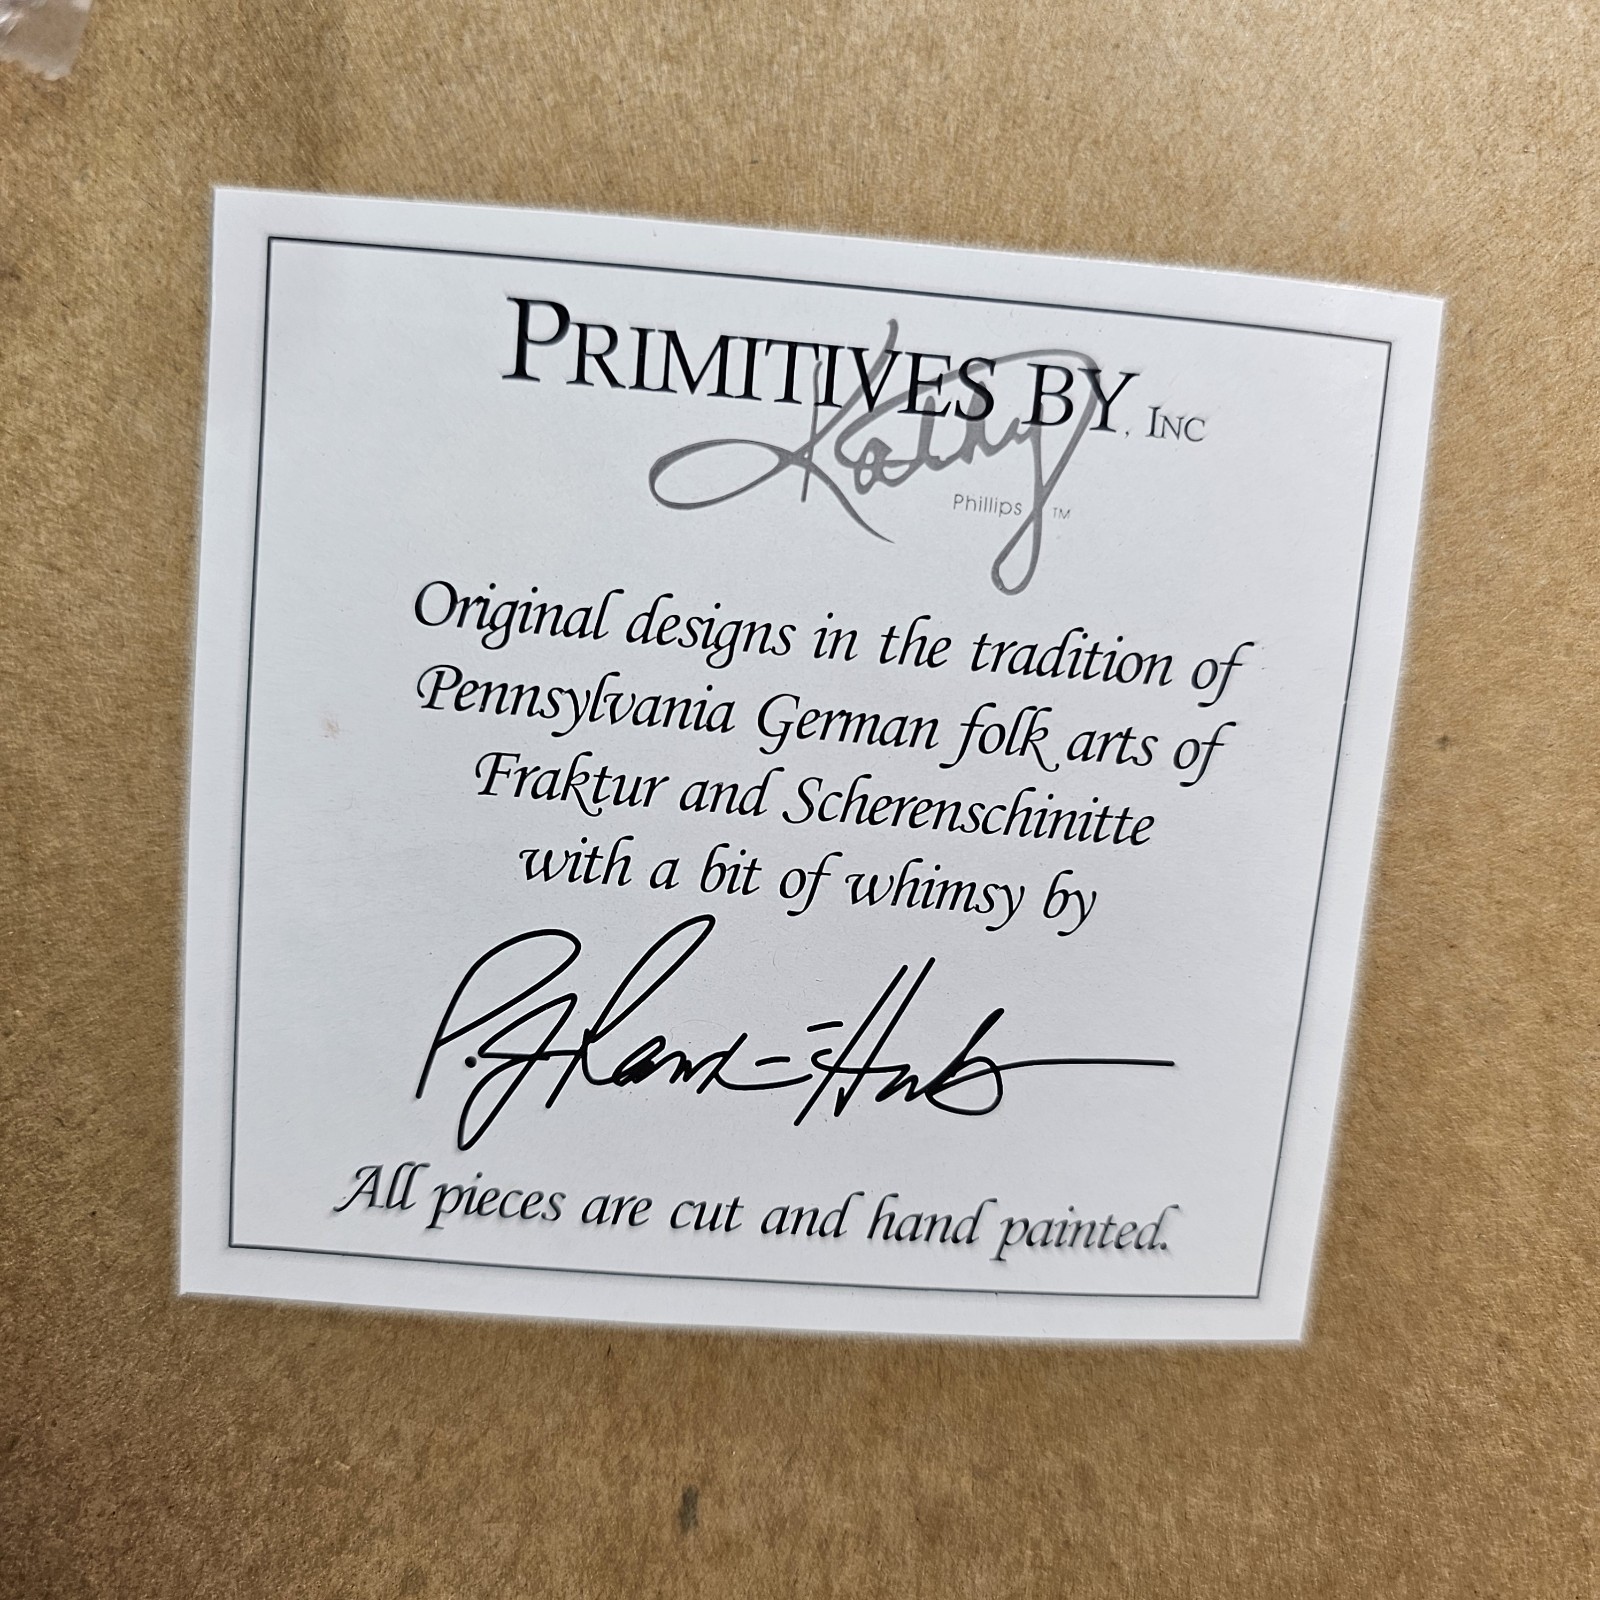 PRIMITIVES BY, INC
Kathy
Phillips TM
Original designs in the tradition of
Pennsylvania German folk arts of
Fraktur and Scherenschinitte
with a bit of whimsy by
All pieces are cut and hand painted.